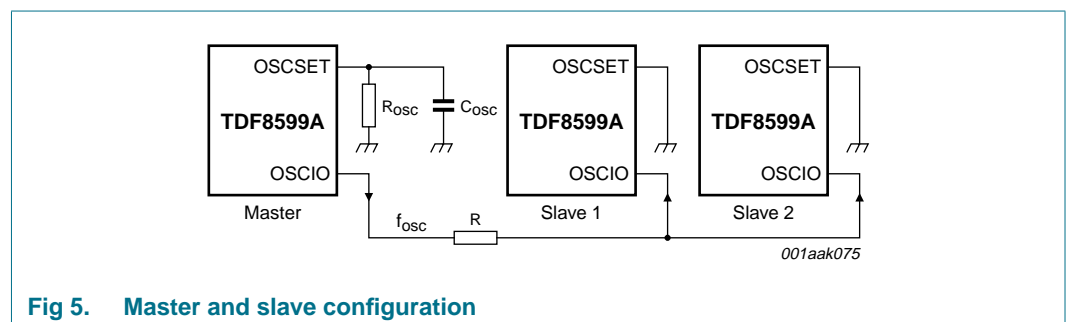 OSCSET
Rosc
Cosc
TDF8599A
OSCIO
Master
OSCSET
TDF8599A
OSCIO
Slave 1
OSCSET
TDF8599A
OSCIO
Slave 2
fosc
R
001aak075
Fig 5. Master and slave configuration